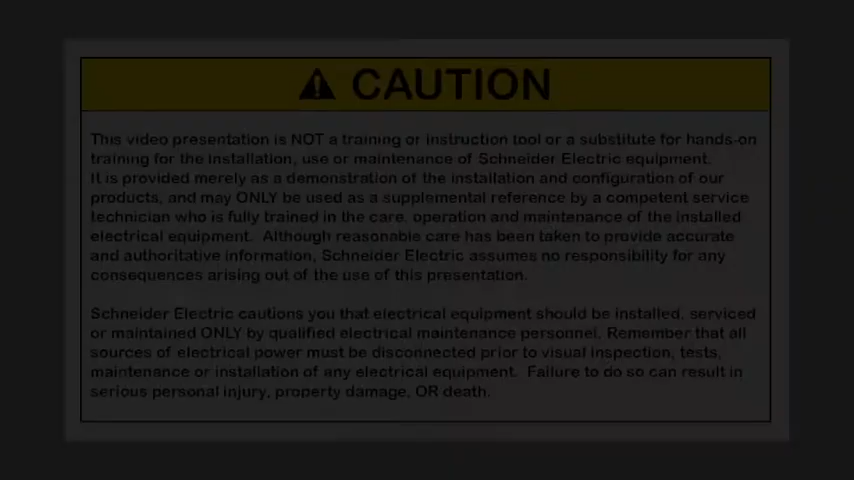 CAUTION
This video presentation is NOT a training or instruction tool or a substitute for hands-on
training for the installation, use or maintenance of Schneider Electric equipment.
It is provided merely as a demonstration of the installation and configuration of our
products, and may ONLY be used as a supplemental reference by a competent service
technician who is fully trained in the care, operation and maintenance of the installed
electrical equipment. Although reasonable care has been taken to provide accurate
and authoritative information, Schneider Electric assumes no responsibility for any
consequences arising out of the use of this presentation.
Schneider Electric cautions you that electrical equipment should be installed, serviced
or maintained ONLY by qualified electrical maintenance personnel. Remember that all
sources of electrical power must be disconnected prior to visual inspection, tests,
maintenance or installation of any electrical equipment. Failure to do so can result in
serious personal injury, property damage, OR death.